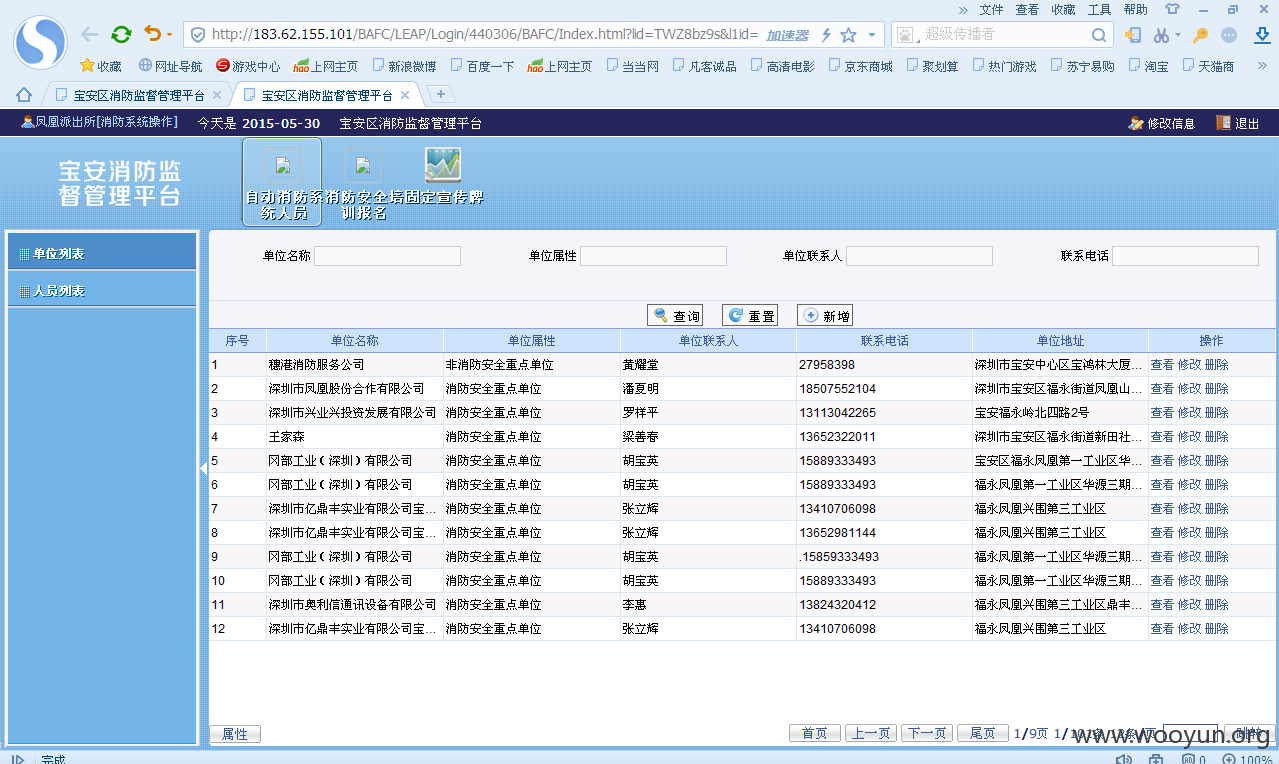 » 文件 查看 收藏 工具 帮助
http://183.62.155.101/BAFC/LEAP/Login/440306/BAFC/Index.html?lid=TWZ8bz9s&l1id= 加速器 超级传播者
收藏 网址导航 游戏中心 hao上网主页 新浪微博 百度一下 hao上网主页 当当网 凡客诚品 高清电影 京东商城 聚划算 热门游戏 苏宁易购 淘宝 天猫商 »
宝安区消防监督管理平台 × 宝安区消防监督管理平台 × +
凤凰派出所[消防系统操作] 今天是 2015-05-30 宝安区消防监督管理平台 修改信息 退出
宝安消防监
督管理平台
自动消防系统人员
消防安全培训报名
固定宣传牌
单位列表
人员列表
单位名称 单位属性 单位联系人 联系电话
查询 重置 新增
序号 单位名称 单位属性 单位联系人 联系电话 单位地址 操作
1 穗港消防服务公司 非消防安全重点单位 黄耀堂 27958398 深圳市宝安中心区宝鸿林大厦... 查看 修改 删除
2 深圳市凤凰股份合作有限公司 消防安全重点单位 潘夏明 18507552104 深圳市宝安区福永街道凤凰山... 查看 修改 删除
3 深圳市兴业兴投资发展有限公司 消防安全重点单位 罗祥平 13113042265 宝安福永岭北四路2号 查看 修改 删除
4 王家森 消防安全重点单位 梁善春 13652322011 深圳市宝安区福永街道新田社... 查看 修改 删除
5 冈部工业（深圳）有限公司 消防安全重点单位 胡宝英 15889333493 宝安区福永凤凰第一工业区华... 查看 修改 删除
6 冈部工业（深圳）有限公司 消防安全重点单位 胡宝英 15889333493 福永凤凰第一工业区华源三期... 查看 修改 删除
7 深圳市亿鼎丰实业有限公司宝... 消防安全重点单位 张立辉 13410706098 福永凤凰兴围第三工业区 查看 修改 删除
8 深圳市亿鼎丰实业有限公司宝... 消防安全重点单位 张立辉 13652981144 福永凤凰兴围第三工业区 查看 修改 删除
9 冈部工业（深圳）有限公司 消防安全重点单位 胡宝英 .15859333493 福永凤凰第一工业区华源三期... 查看 修改 删除
10 冈部工业（深圳）有限公司 消防安全重点单位 胡宝英 15889333493 福永凤凰第一工业区华源三期... 查看 修改 删除
11 深圳市奥利信通讯设备有限公司 消防安全重点单位 李惠 13824320412 福永凤凰兴围第三工业区鼎丰... 查看 修改 删除
12 深圳市亿鼎丰实业有限公司宝... 消防安全重点单位 张立辉 13410706098 福永凤凰兴围第三工业区 查看 修改 删除
属性 首页 上一页 下一页 尾页 1/9页
www.wooyun.org
完成 0 100%